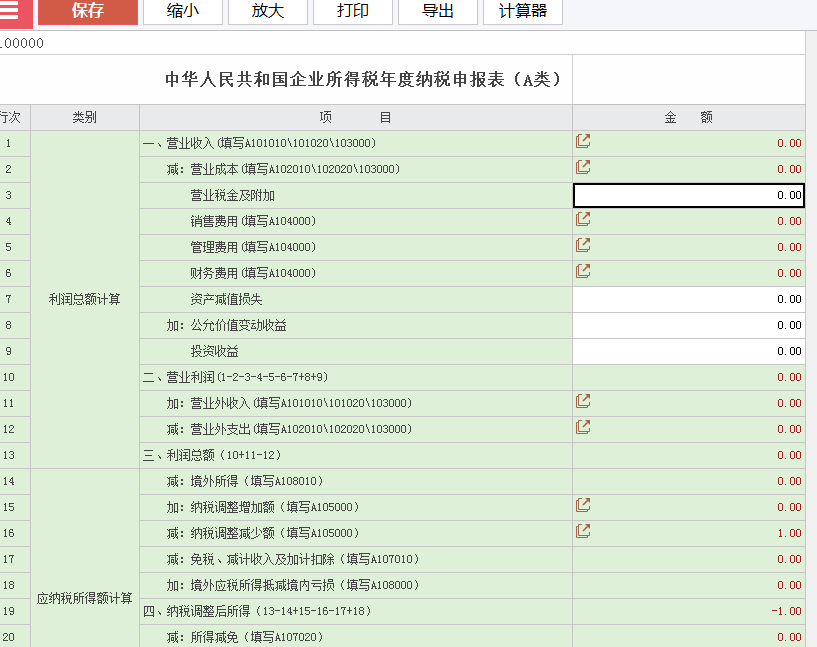 保存 缩小 放大 打印 导出 计算器
.00000
中华人民共和国企业所得税年度纳税申报表（A类）
行次 类别 项 目 金 额
1 一、营业收入(填写A101010\101020\103000) 0.00
2 减：营业成本(填写A102010\102020\103000) 0.00
3 营业税金及附加 0.00
4 销售费用(填写A104000) 0.00
5 管理费用(填写A104000) 0.00
6 财务费用(填写A104000) 0.00
7 利润总额计算 资产减值损失 0.00
8 加：公允价值变动收益 0.00
9 投资收益 0.00
10 二、营业利润(1-2-3-4-5-6-7+8+9) 0.00
11 加：营业外收入(填写A101010\101020\103000) 0.00
12 减：营业外支出(填写A102010\102020\103000) 0.00
13 三、利润总额（10+11-12） 0.00
14 减：境外所得（填写A108010） 0.00
15 加：纳税调整增加额（填写A105000） 0.00
16 减：纳税调整减少额（填写A105000） 1.00
17 减：免税、减计收入及加计扣除（填写A107010） 0.00
18 应纳税所得额计算 加：境外应税所得抵减境内亏损（填写A108000） 0.00
19 四、纳税调整后所得（13-14+15-16-17+18） -1.00
20 减：所得减免（填写A107020） 0.00